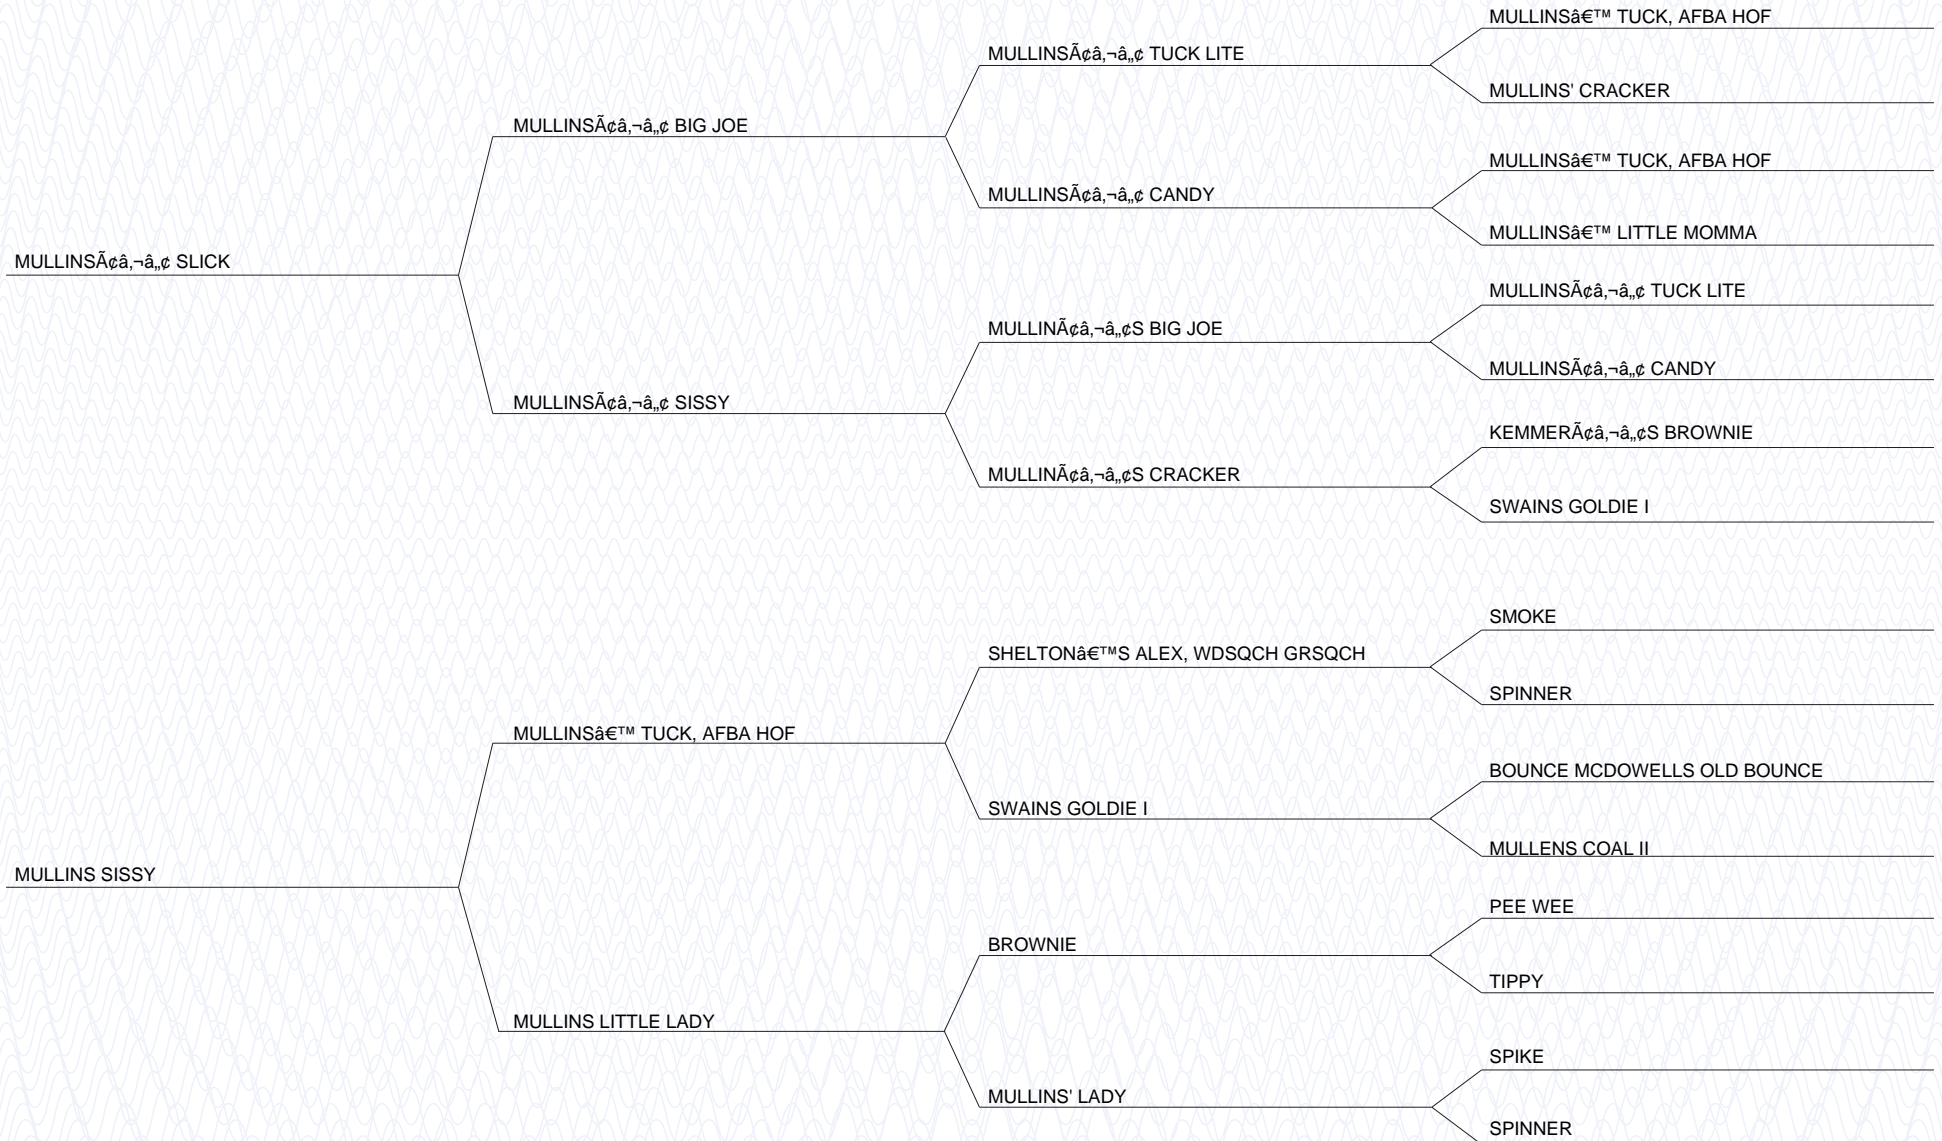 MULLINSâ€™ TUCK, AFBA HOF
MULLINSÃ¢â‚¬â„¢ TUCK LITE
MULLINS' CRACKER
MULLINSÃ¢â‚¬â„¢ BIG JOE
MULLINSâ€™ TUCK, AFBA HOF
MULLINSÃ¢â‚¬â„¢ CANDY
MULLINSâ€™ LITTLE MOMMA
MULLINSÃ¢â‚¬â„¢ SLICK
MULLINSÃ¢â‚¬â„¢ TUCK LITE
MULLINÃ¢â‚¬â„¢S BIG JOE
MULLINSÃ¢â‚¬â„¢ CANDY
MULLINSÃ¢â‚¬â„¢ SISSY
KEMMERÃ¢â‚¬â„¢S BROWNIE
MULLINÃ¢â‚¬â„¢S CRACKER
SWAINS GOLDIE I
SMOKE
SHELTONâ€™S ALEX, WDSQCH GRSQCH
SPINNER
MULLINSâ€™ TUCK, AFBA HOF
BOUNCE MCDOWELLS OLD BOUNCE
SWAINS GOLDIE I
MULLENS COAL II
MULLINS SISSY
PEE WEE
BROWNIE
TIPPY
MULLINS LITTLE LADY
SPIKE
MULLINS' LADY
SPINNER